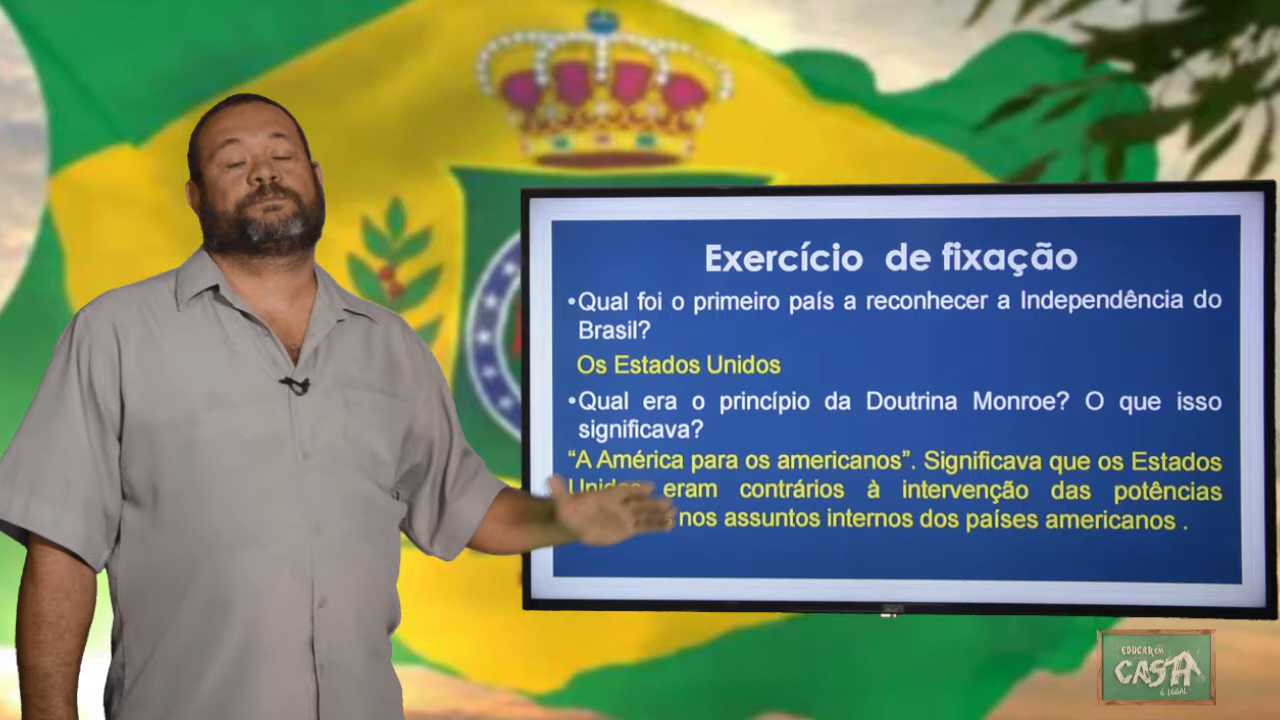 Exercício de fixação
•Qual foi o primeiro país a reconhecer a Independência do
Brasil?
Os Estados Unidos
•Qual era o princípio da Doutrina Monroe? O que isso
significava?
“A América para os americanos”. Significava que os Estados
eram contrários à intervenção das potências
nos assuntos internos dos países americanos .
EDUCAR EM
CASA
É LEGAL